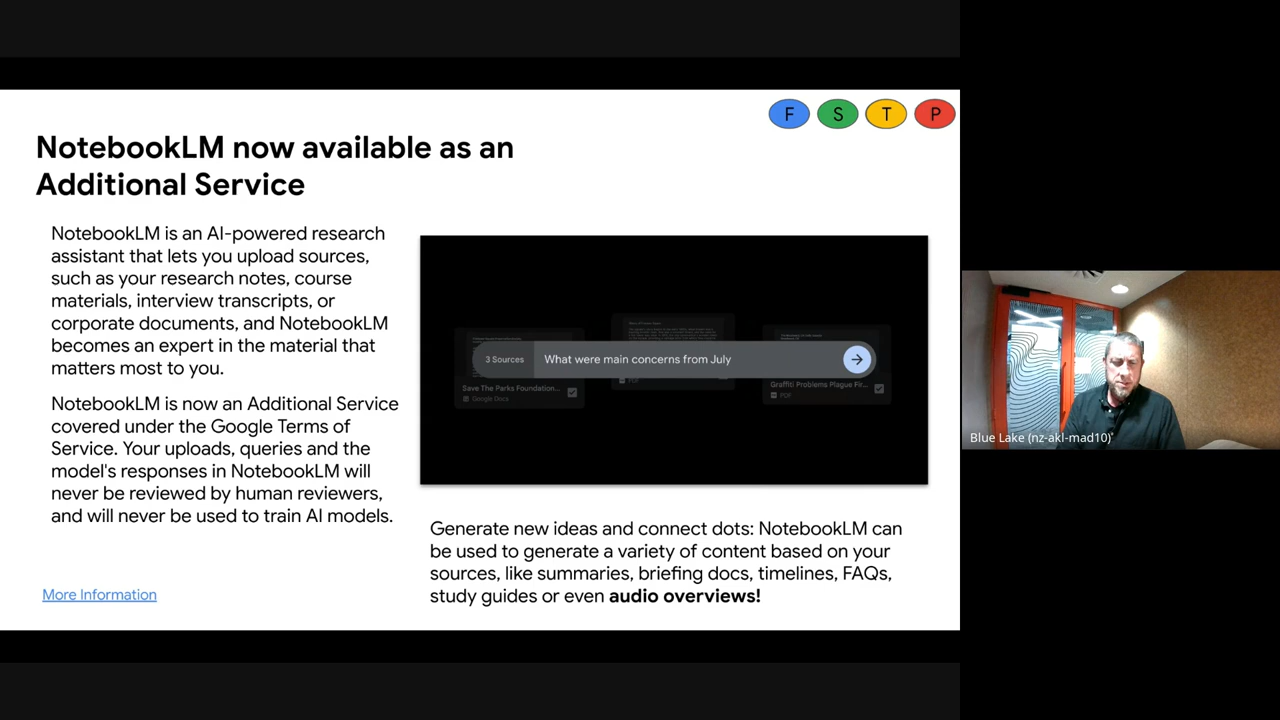 F S T P
NotebookLM now available as an
Additional Service
NotebookLM is an AI-powered research
assistant that lets you upload sources,
such as your research notes, course
materials, interview transcripts, or
corporate documents, and NotebookLM
becomes an expert in the material that
matters most to you.
NotebookLM is now an Additional Service
covered under the Google Terms of
Service. Your uploads, queries and the
model's responses in NotebookLM will
never be reviewed by human reviewers,
and will never be used to train AI models.
More Information
3 Sources What were main concerns from July
Save The Parks Foundation...
Google Docs
PDF
Graffiti Problems Plague Fir...
PDF
Generate new ideas and connect dots: NotebookLM can
be used to generate a variety of content based on your
sources, like summaries, briefing docs, timelines, FAQs,
study guides or even audio overviews!
Blue Lake (nz-akl-mad10)